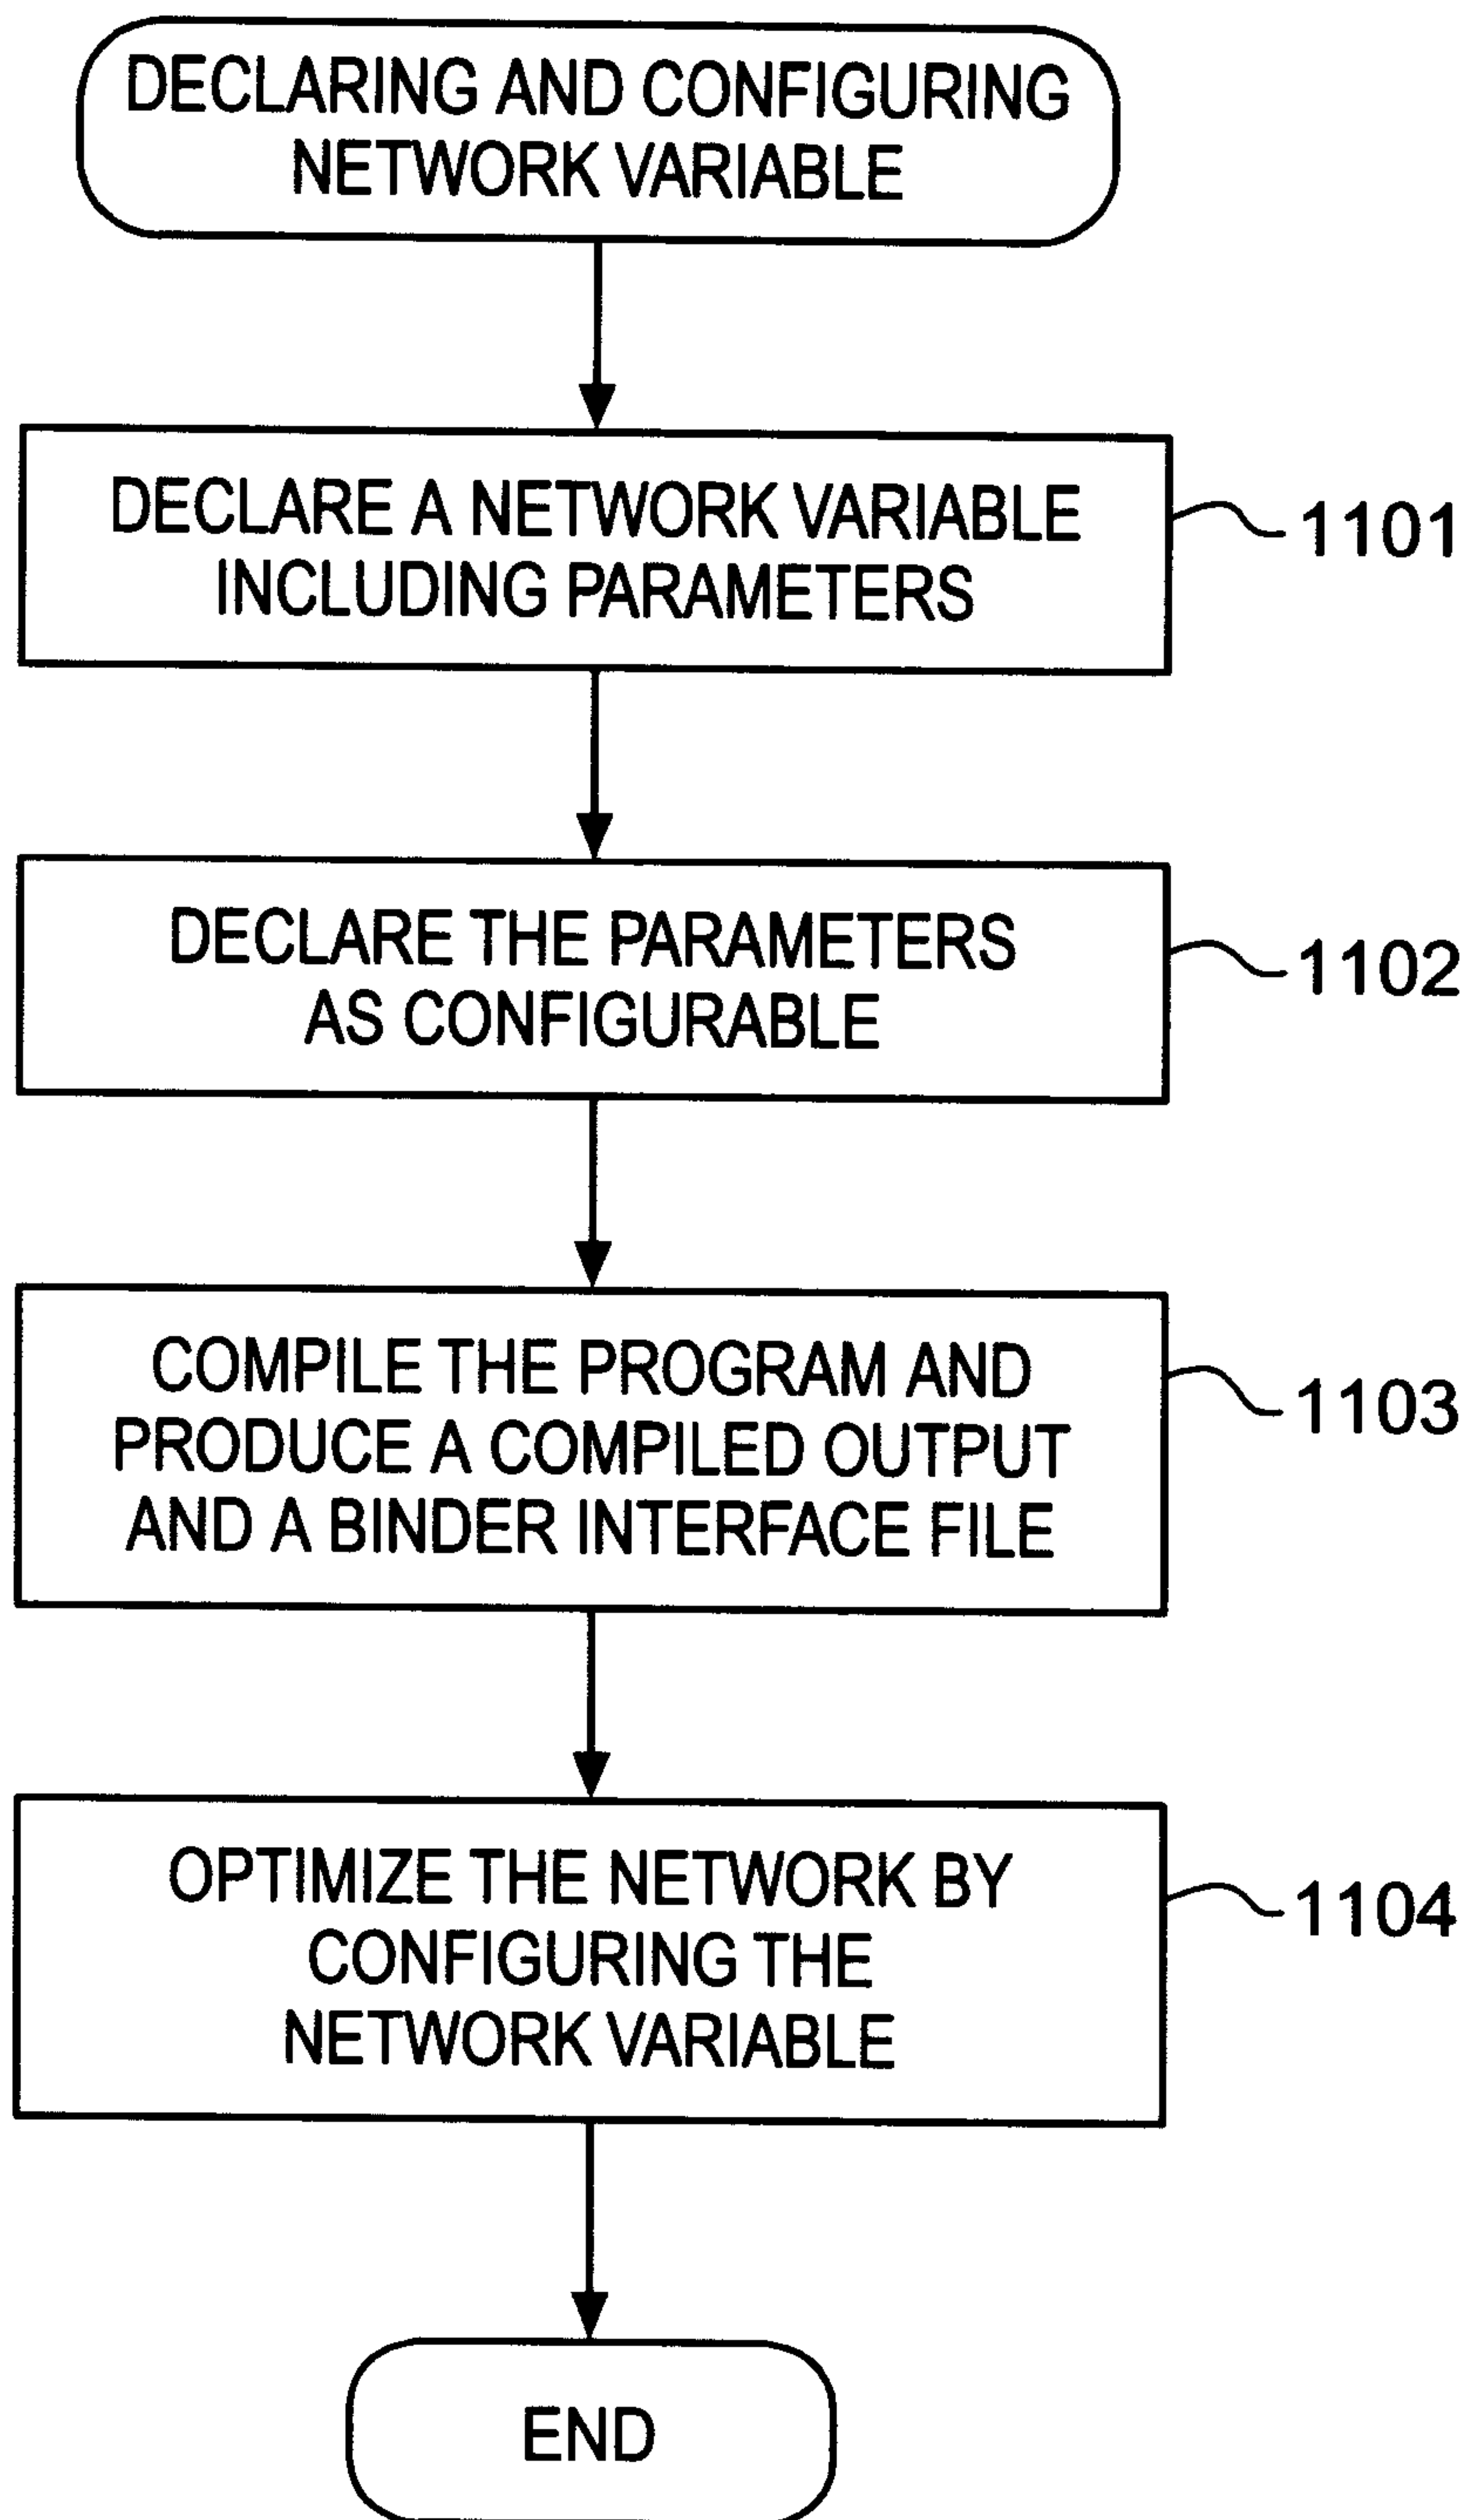 DECLARING AND CONFIGURING
NETWORK VARIABLE
DECLARE A NETWORK VARIABLE
INCLUDING PARAMETERS
1101
DECLARE THE PARAMETERS
AS CONFIGURABLE
1102
COMPILE THE PROGRAM AND
PRODUCE A COMPILED OUTPUT
AND A BINDER INTERFACE FILE
1103
OPTIMIZE THE NETWORK BY
CONFIGURING THE
NETWORK VARIABLE
1104
END